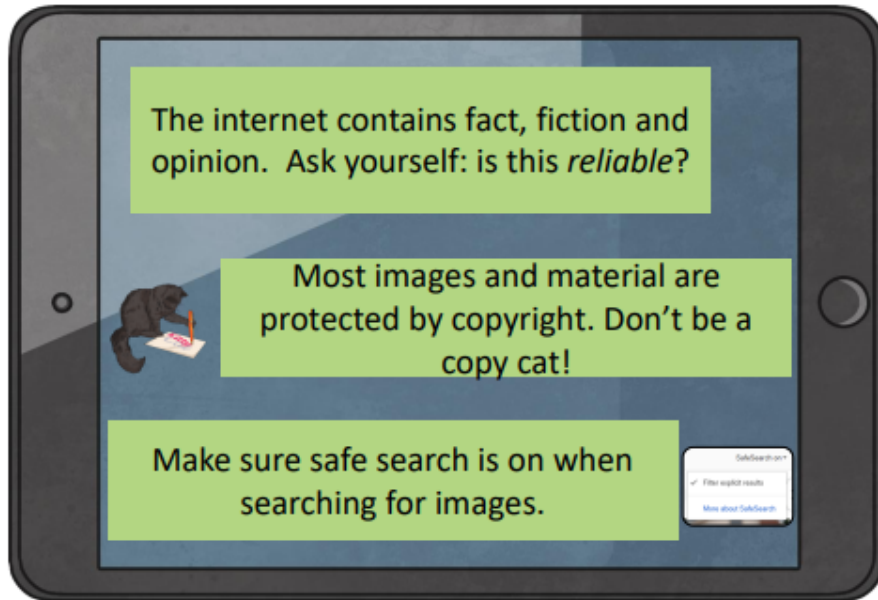 The internet contains fact, fiction and
opinion.  Ask yourself: is this reliable?
Most images and material are
protected by copyright. Don’t be a
copy cat!
Make sure safe search is on when
searching for images.
SafeSearch on
Filter explicit results
More about SafeSearch